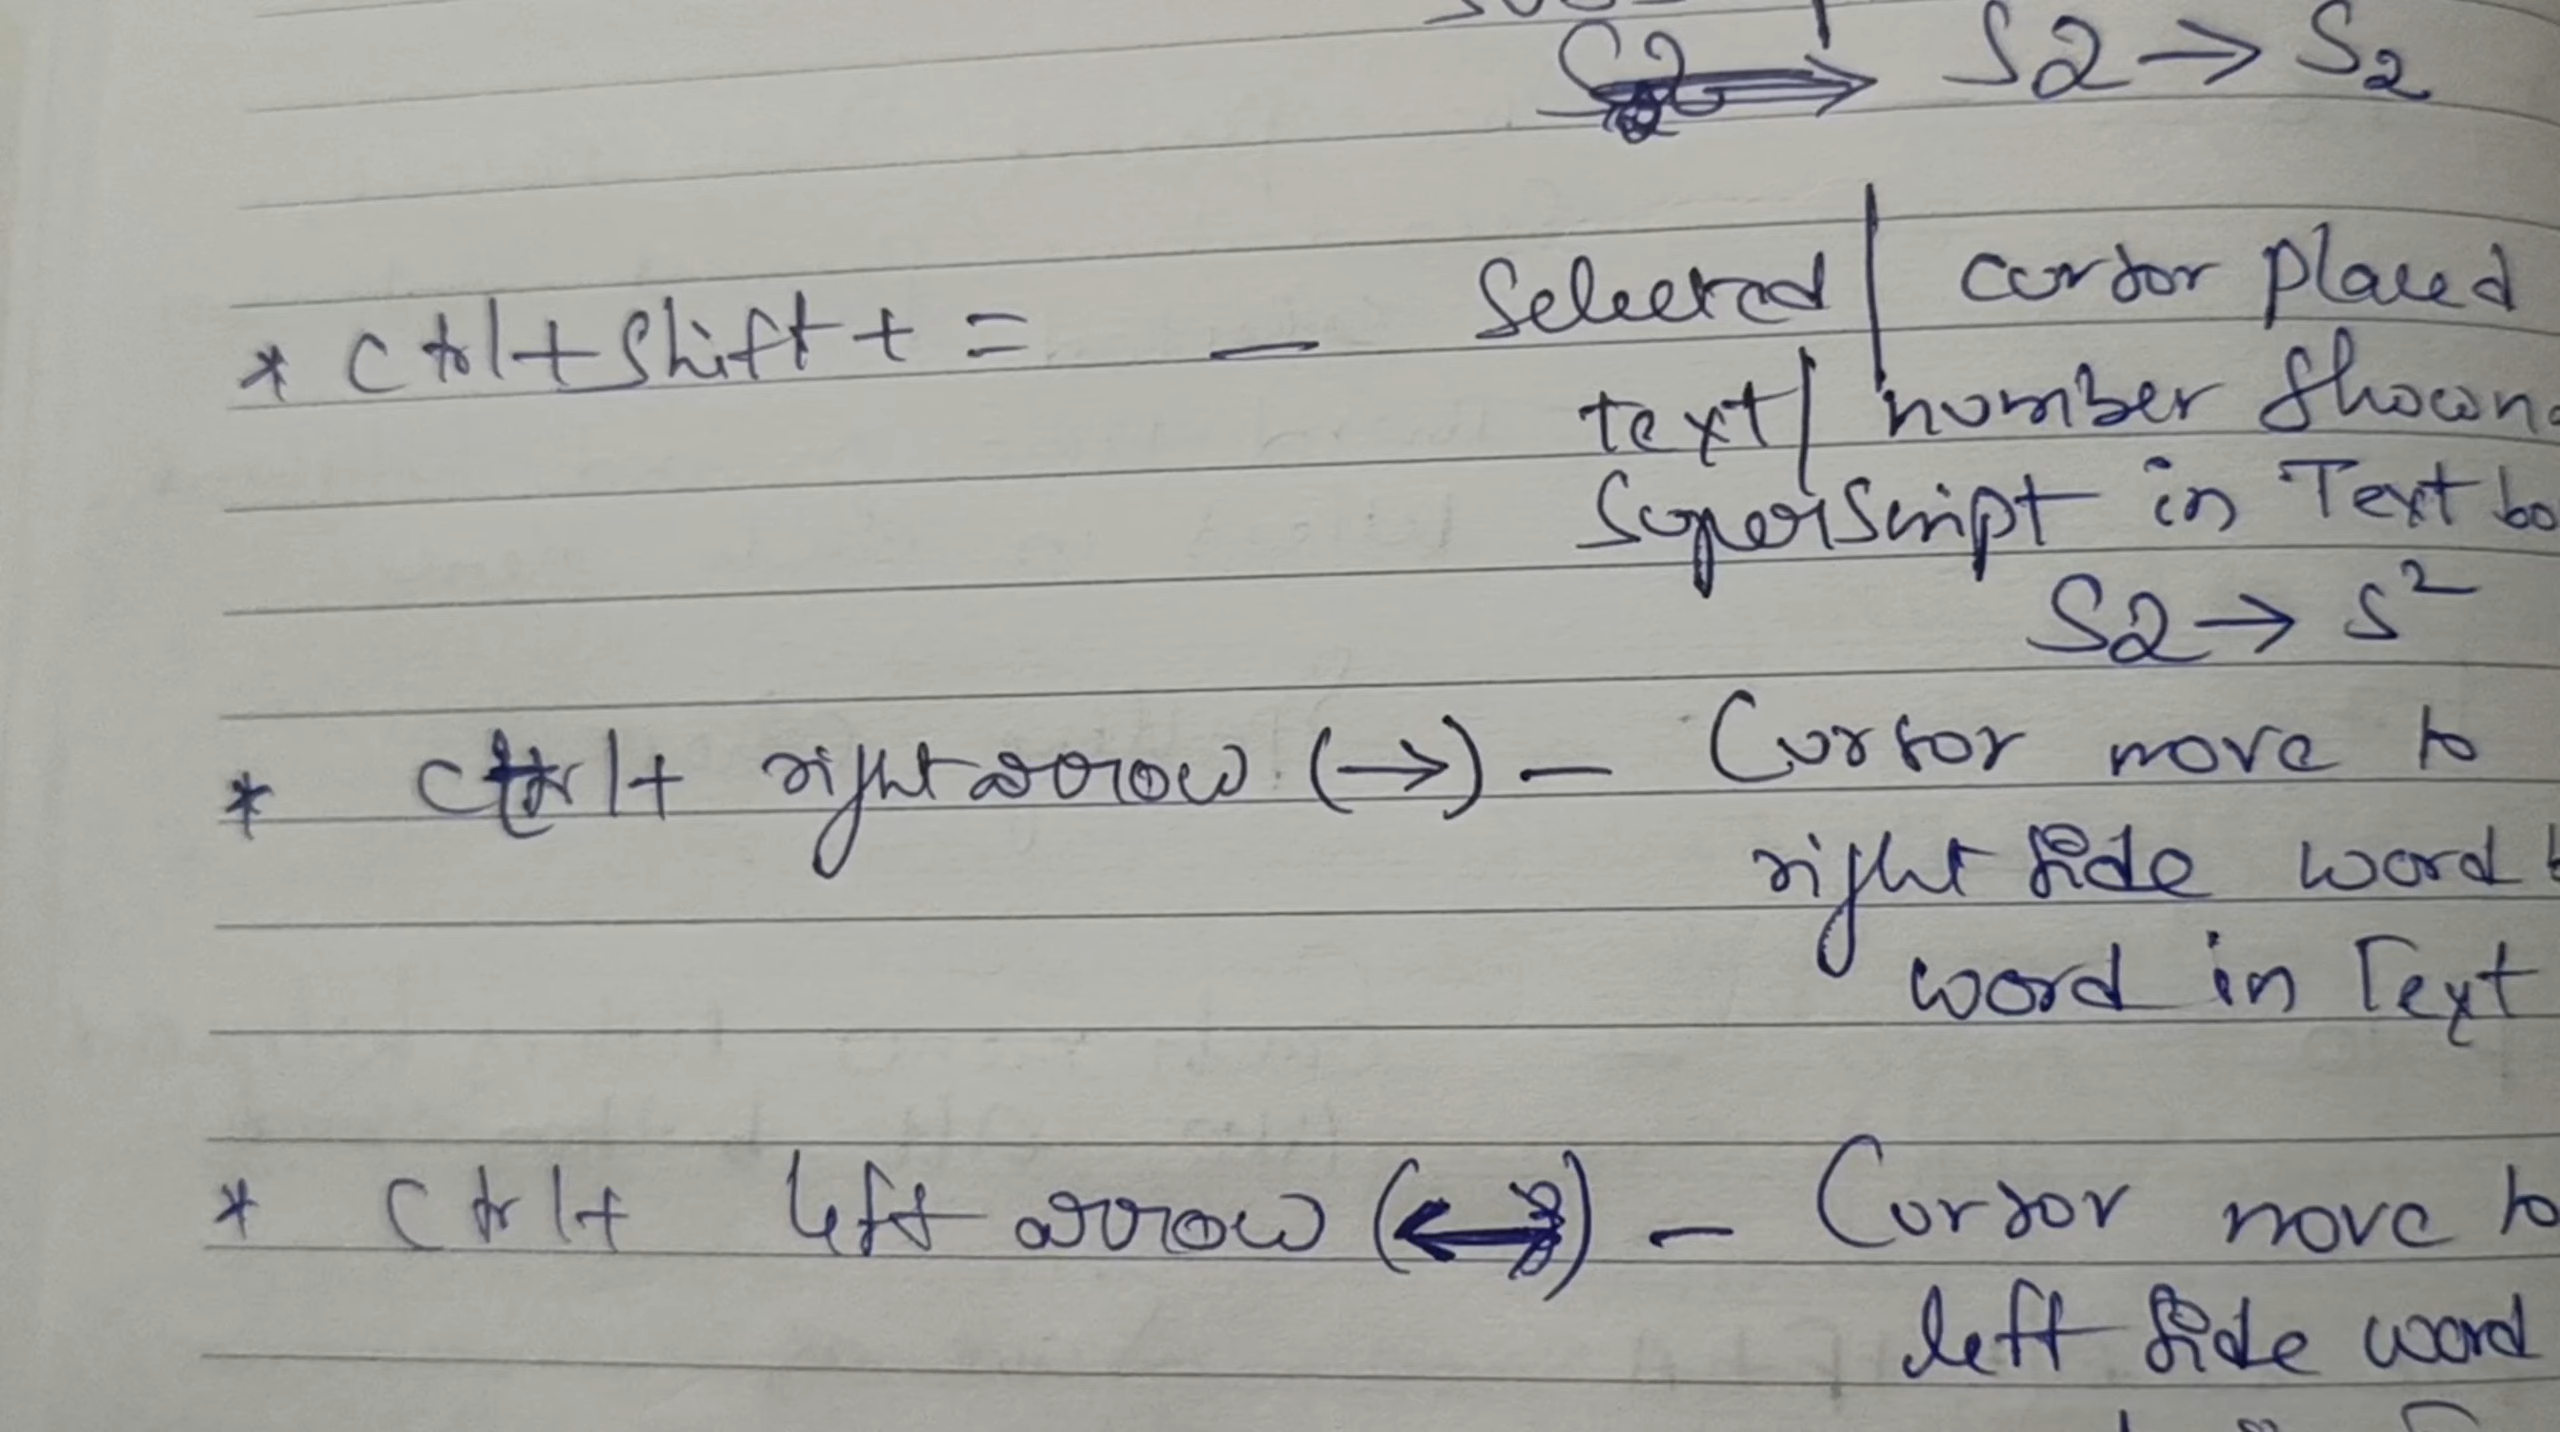 S2 → S₂
* Ctrl + Shift + = — Selected | cursor placed
text | number shown
Superscript in Text bo
S2 → S²
* Ctrl + right arrow (→) — Cursor move to
right side word b
word in Text
* Ctrl + left arrow (←) — Cursor move to
left side word